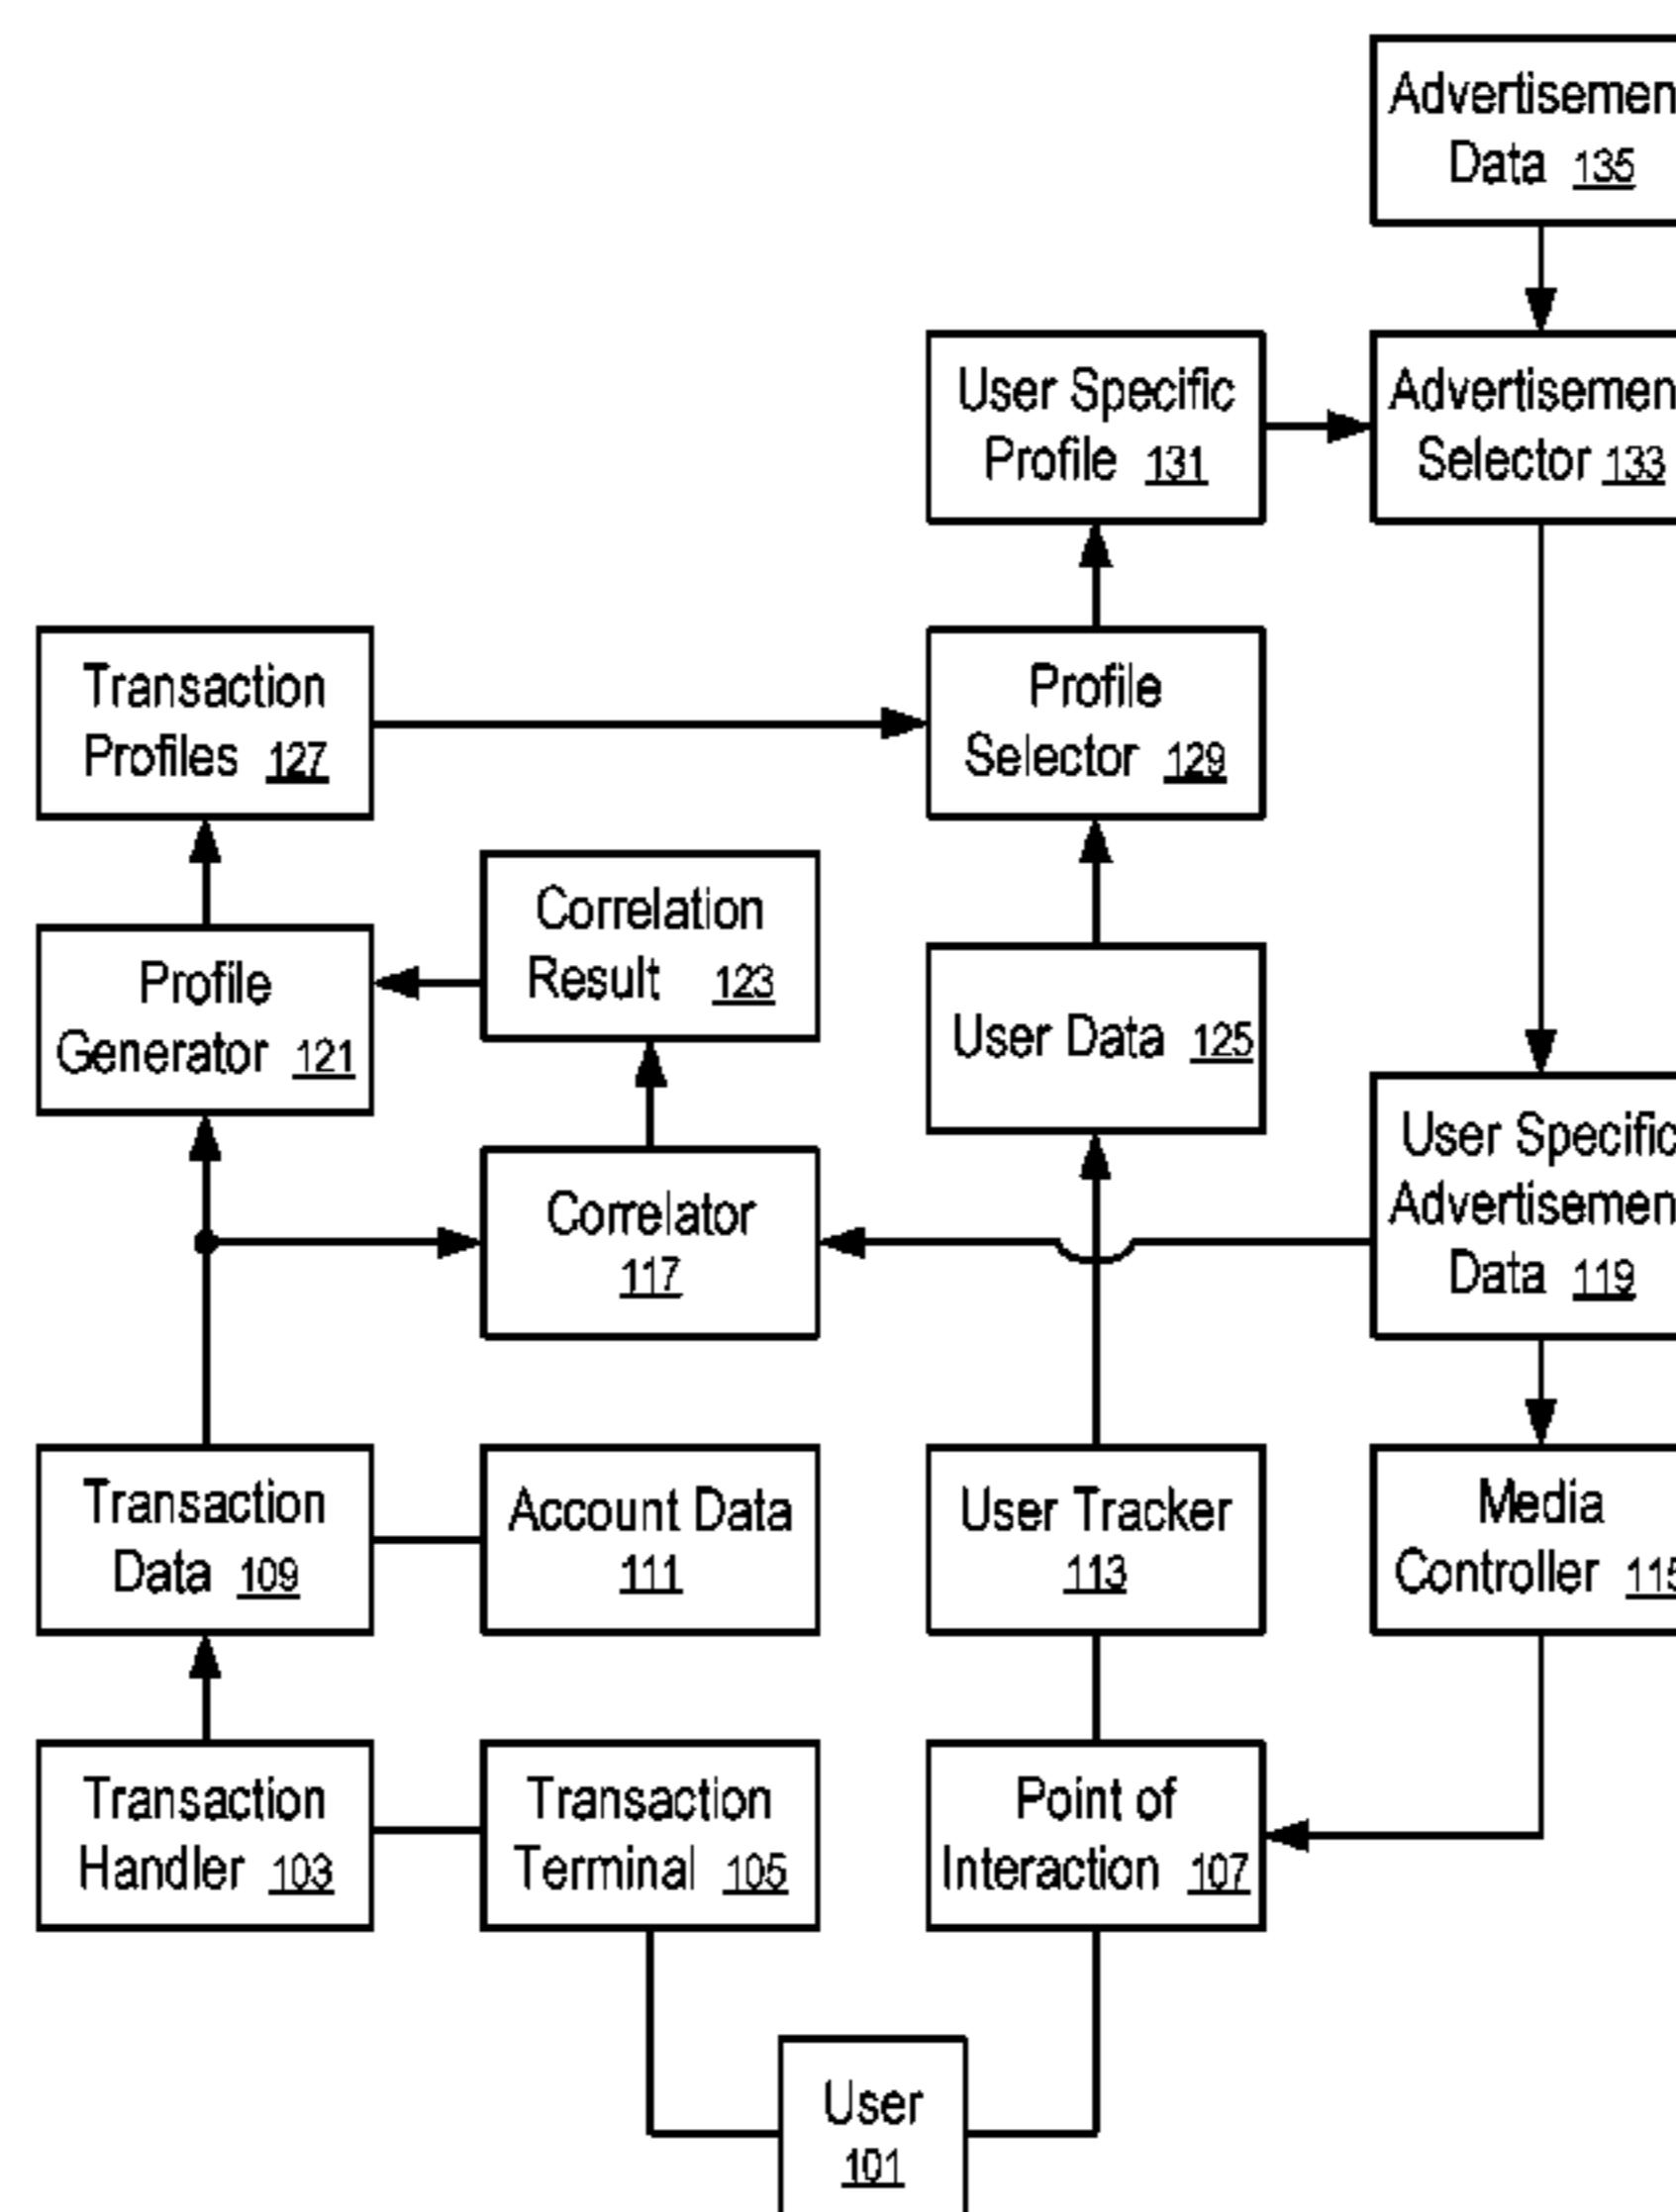 Advertisemen
Data 135
User Specific
Profile 131
Advertisemen
Selector 133
Transaction
Profiles 127
Profile
Selector 129
Correlation
Result 123
Profile
Generator 121
User Data 125
User Specific
Advertisemen
Data 119
Correlator
117
Transaction
Data 109
Account Data
111
User Tracker
113
Media
Controller 115
Transaction
Handler 103
Transaction
Terminal 105
Point of
Interaction 107
User
101